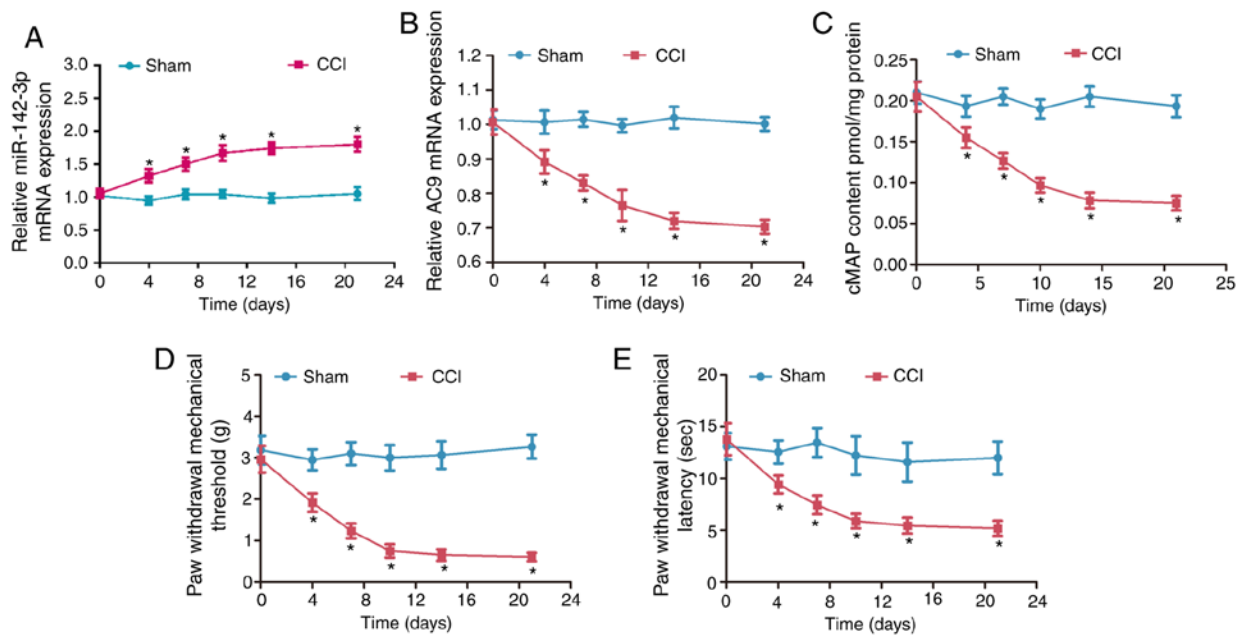 A
Sham
CCI
Relative miR-142-3p
mRNA expression
3.0
2.5
2.0
1.5
1.0
0.5
0.0
* * * * *
0 4 8 12 16 20 24
Time (days)
B
Sham
CCI
Relative AC9 mRNA expression
1.2
1.1
1.0
0.9
0.8
0.7
0.6
* * * * *
0 4 8 12 16 20 24
Time (days)
C
Sham
CCI
cMAP content pmol/mg protein
0.25
0.20
0.15
0.10
0.05
0.00
* * * * *
0 5 10 15 20 25
Time (days)
D
Sham
CCI
Paw withdrawal mechanical
threshold (g)
5
4
3
2
1
0
* * * * *
0 4 8 12 16 20 24
Time (days)
E
Sham
CCI
Paw withdrawal mechanical
latency (sec)
20
15
10
5
0
* * * * *
0 4 8 12 16 20 24
Time (days)